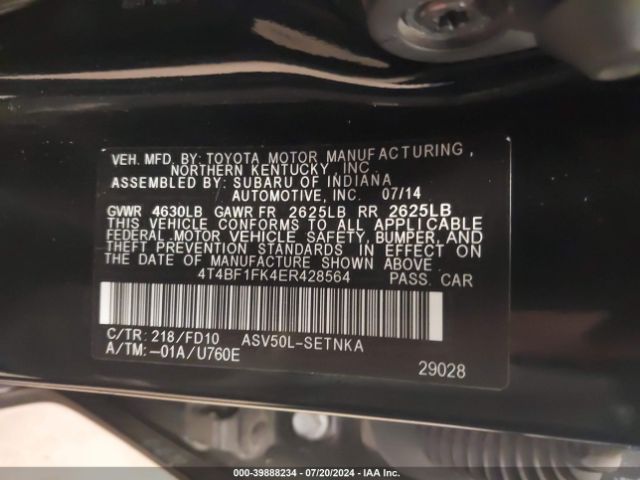 VEH. MFD. BY: TOYOTA MOTOR MANUFACTURING,
NORTHERN KENTUCKY, INC.
ASSEMBLED BY: SUBARU OF INDIANA
AUTOMOTIVE, INC. 07/14
GVWR 4630LB GAWR FR 2625LB RR 2625LB
THIS VEHICLE CONFORMS TO ALL APPLICABLE
FEDERAL MOTOR VEHICLE SAFETY, BUMPER, AND
THEFT PREVENTION STANDARDS IN EFFECT ON
THE DATE OF MANUFACTURE SHOWN ABOVE
4T4BF1FK4ER428564 PASS. CAR
C/TR: 218/FD10 ASV50L-SETNKA
A/TM: -01A/U760E
29028
000-39888234 / 07/20/2024 / IAA Inc.